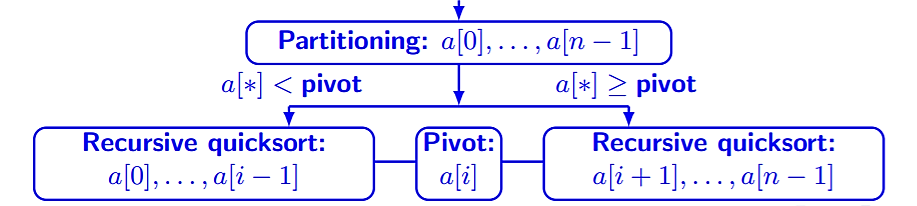 Partitioning: a[0], . . . , a[n − 1]
a[∗] < pivot
a[∗] ≥ pivot
Recursive quicksort:
a[0], . . . , a[i − 1]
Pivot:
a[i]
Recursive quicksort:
a[i + 1], . . . , a[n − 1]